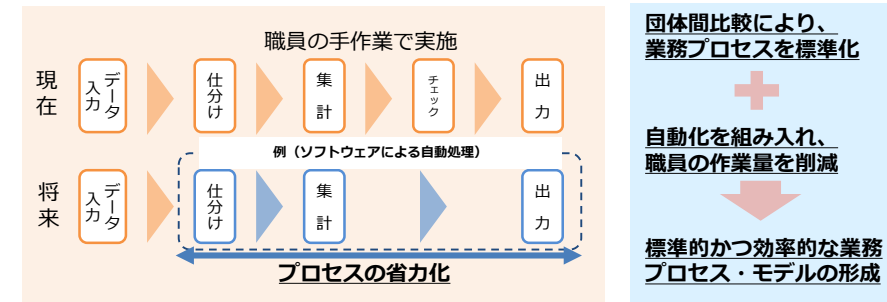 職員の手作業で実施
現在
データ入力
仕分け
集計
チェック
出力
例（ソフトウェアによる自動処理）
将来
データ入力
仕分け
集計
出力
プロセスの省力化
団体間比較により、
業務プロセスを標準化
自動化を組み入れ、
職員の作業量を削減
標準的かつ効率的な業務
プロセス・モデルの形成